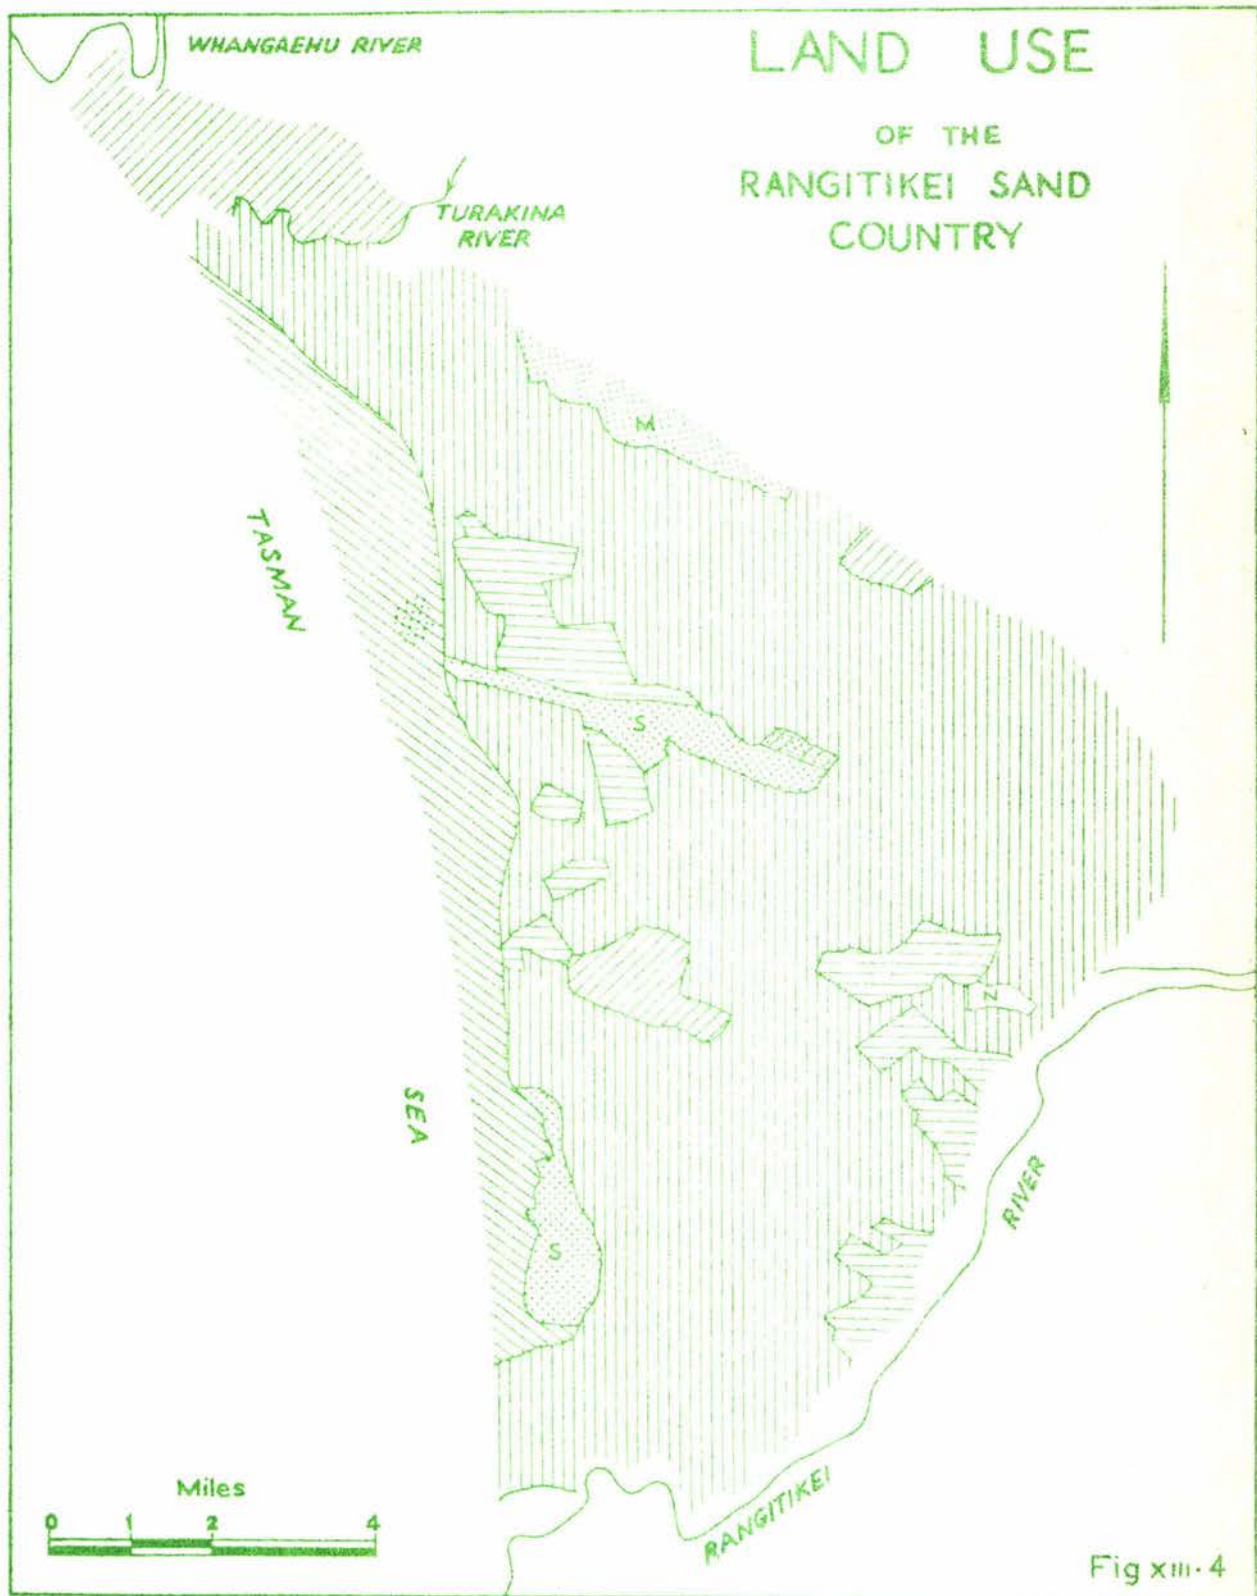 WHANGAEHU RIVER
LAND USE
OF THE
RANGITIKEI SAND
COUNTRY
TURAKINA
RIVER
M
TASMAN
S
N
SEA
RIVER
S
Miles
0 1 2 4
RANGITIKEI
Fig XIII·4